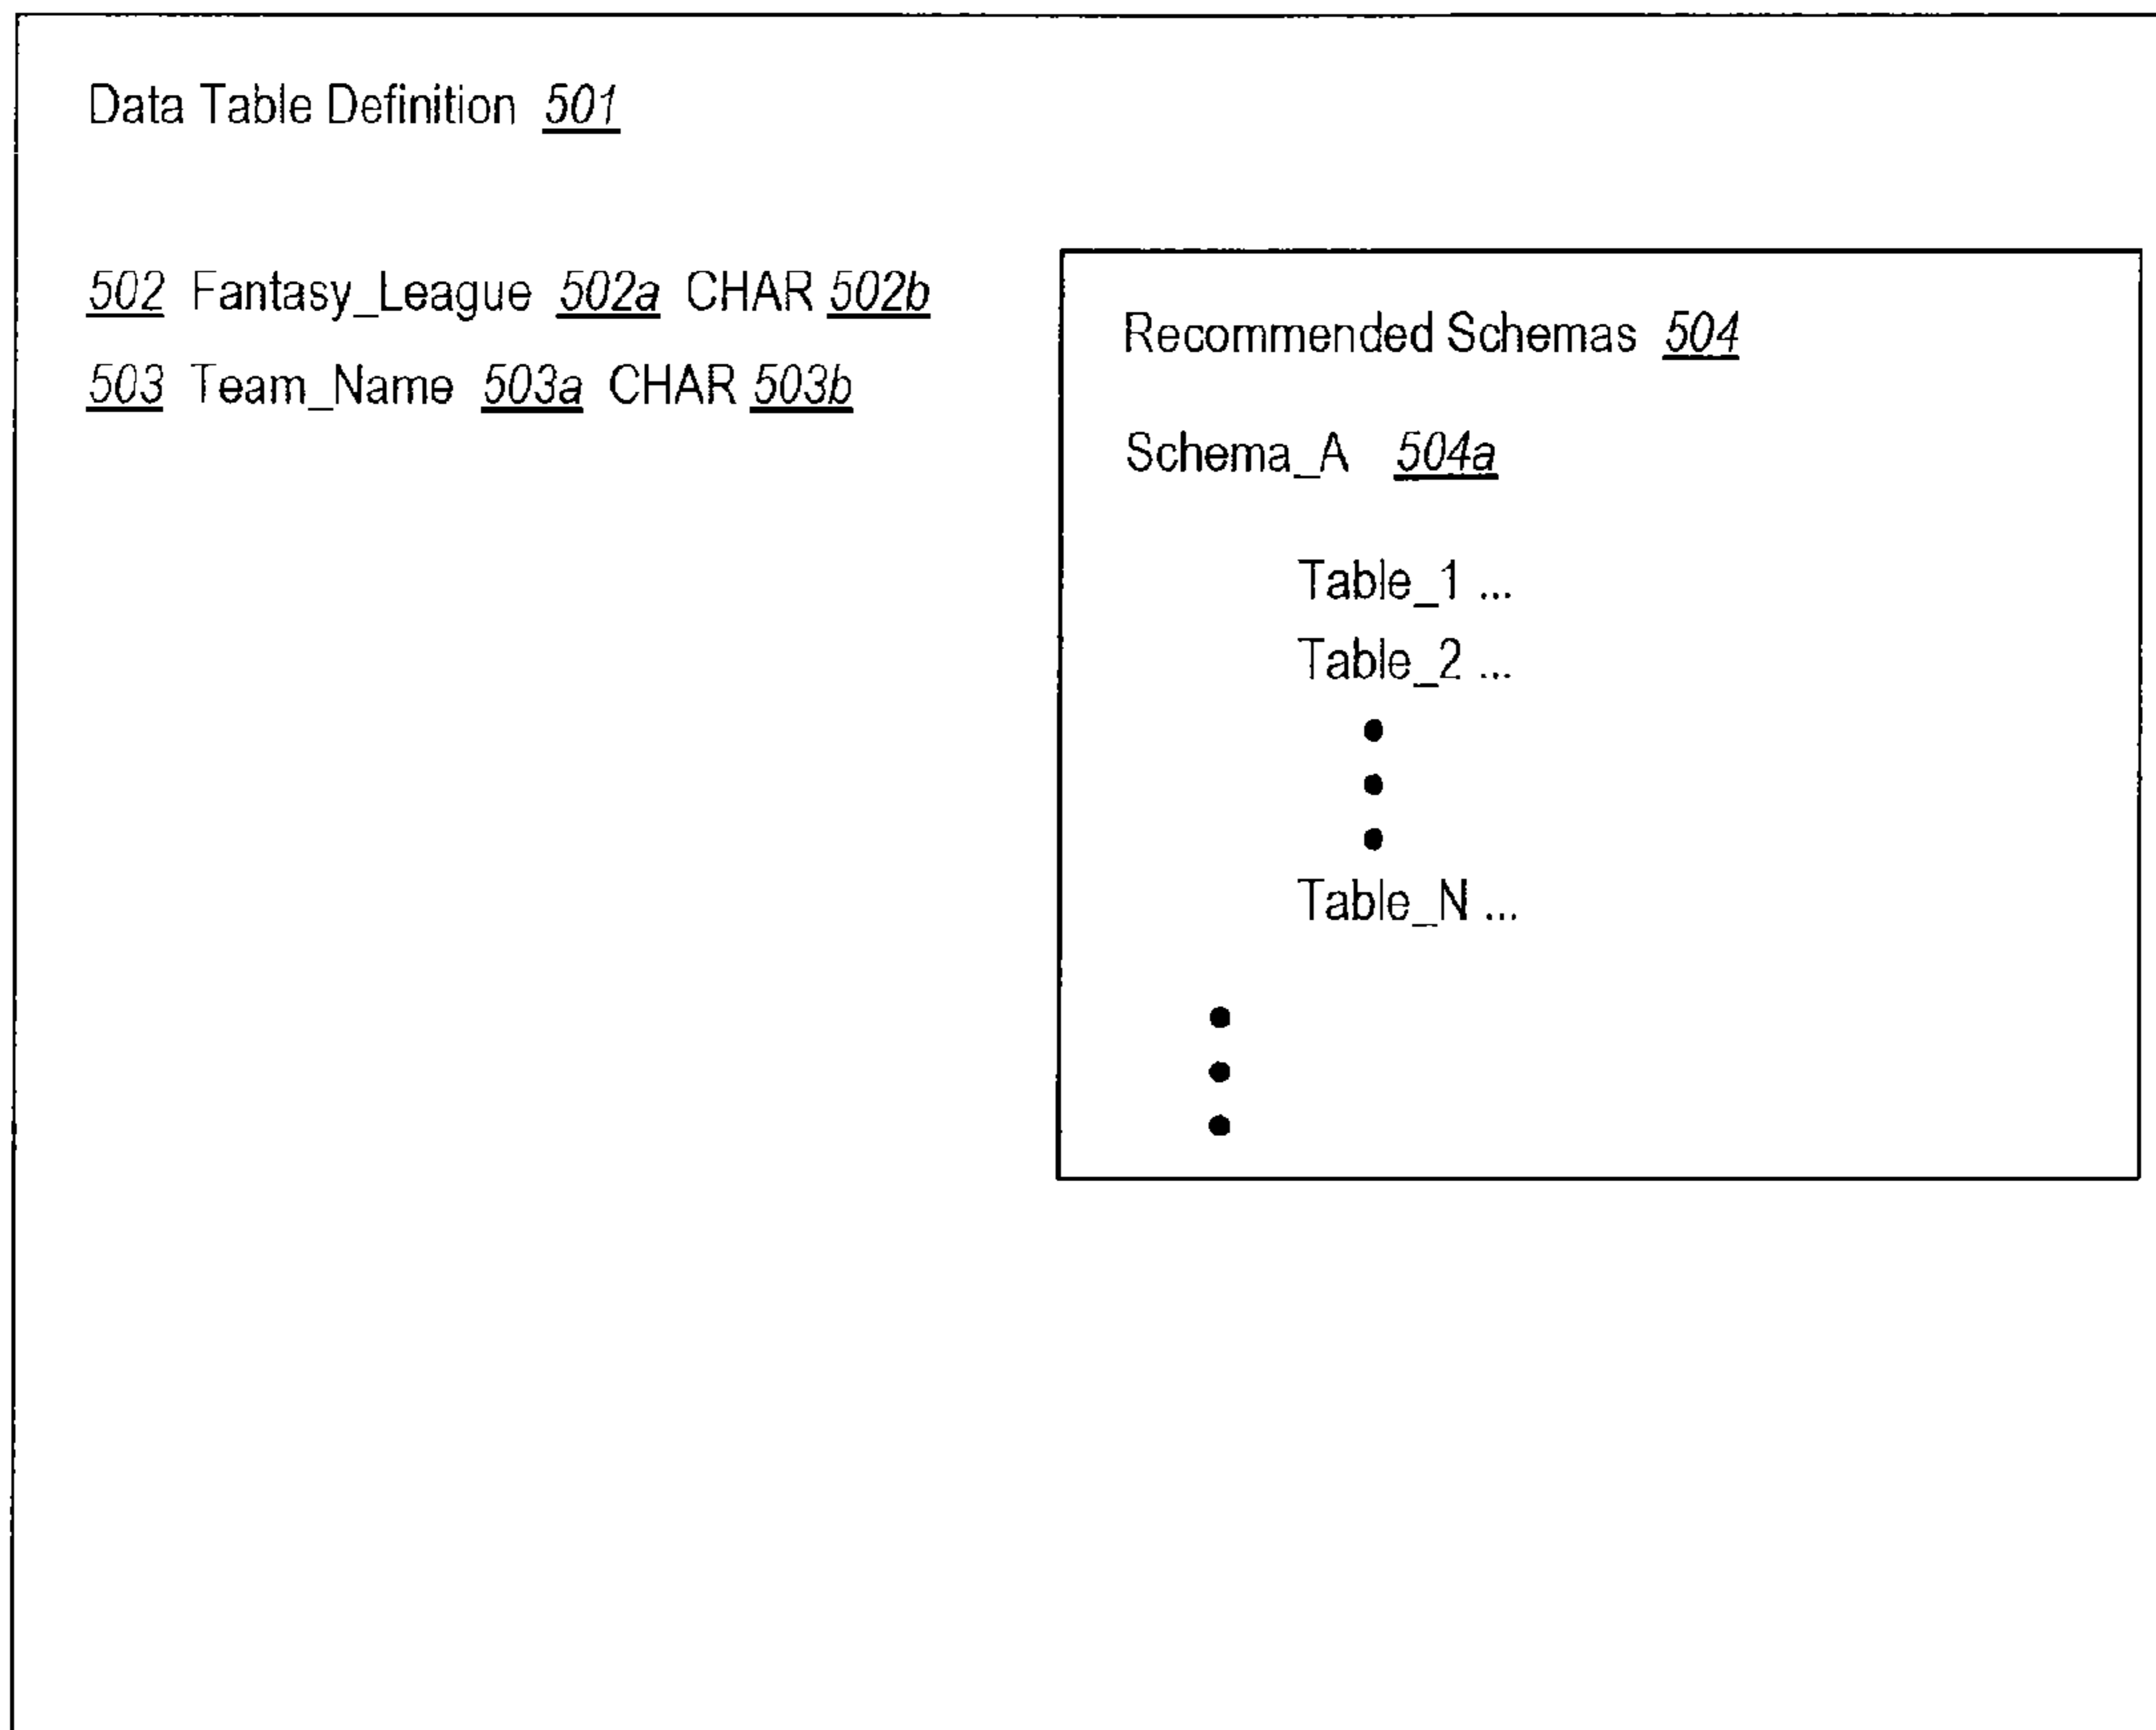 Data Table Definition 501
502 Fantasy_League 502a CHAR 502b
503 Team_Name 503a CHAR 503b
Recommended Schemas 504
Schema_A 504a
Table_1 ...
Table_2 ...
Table_N ...